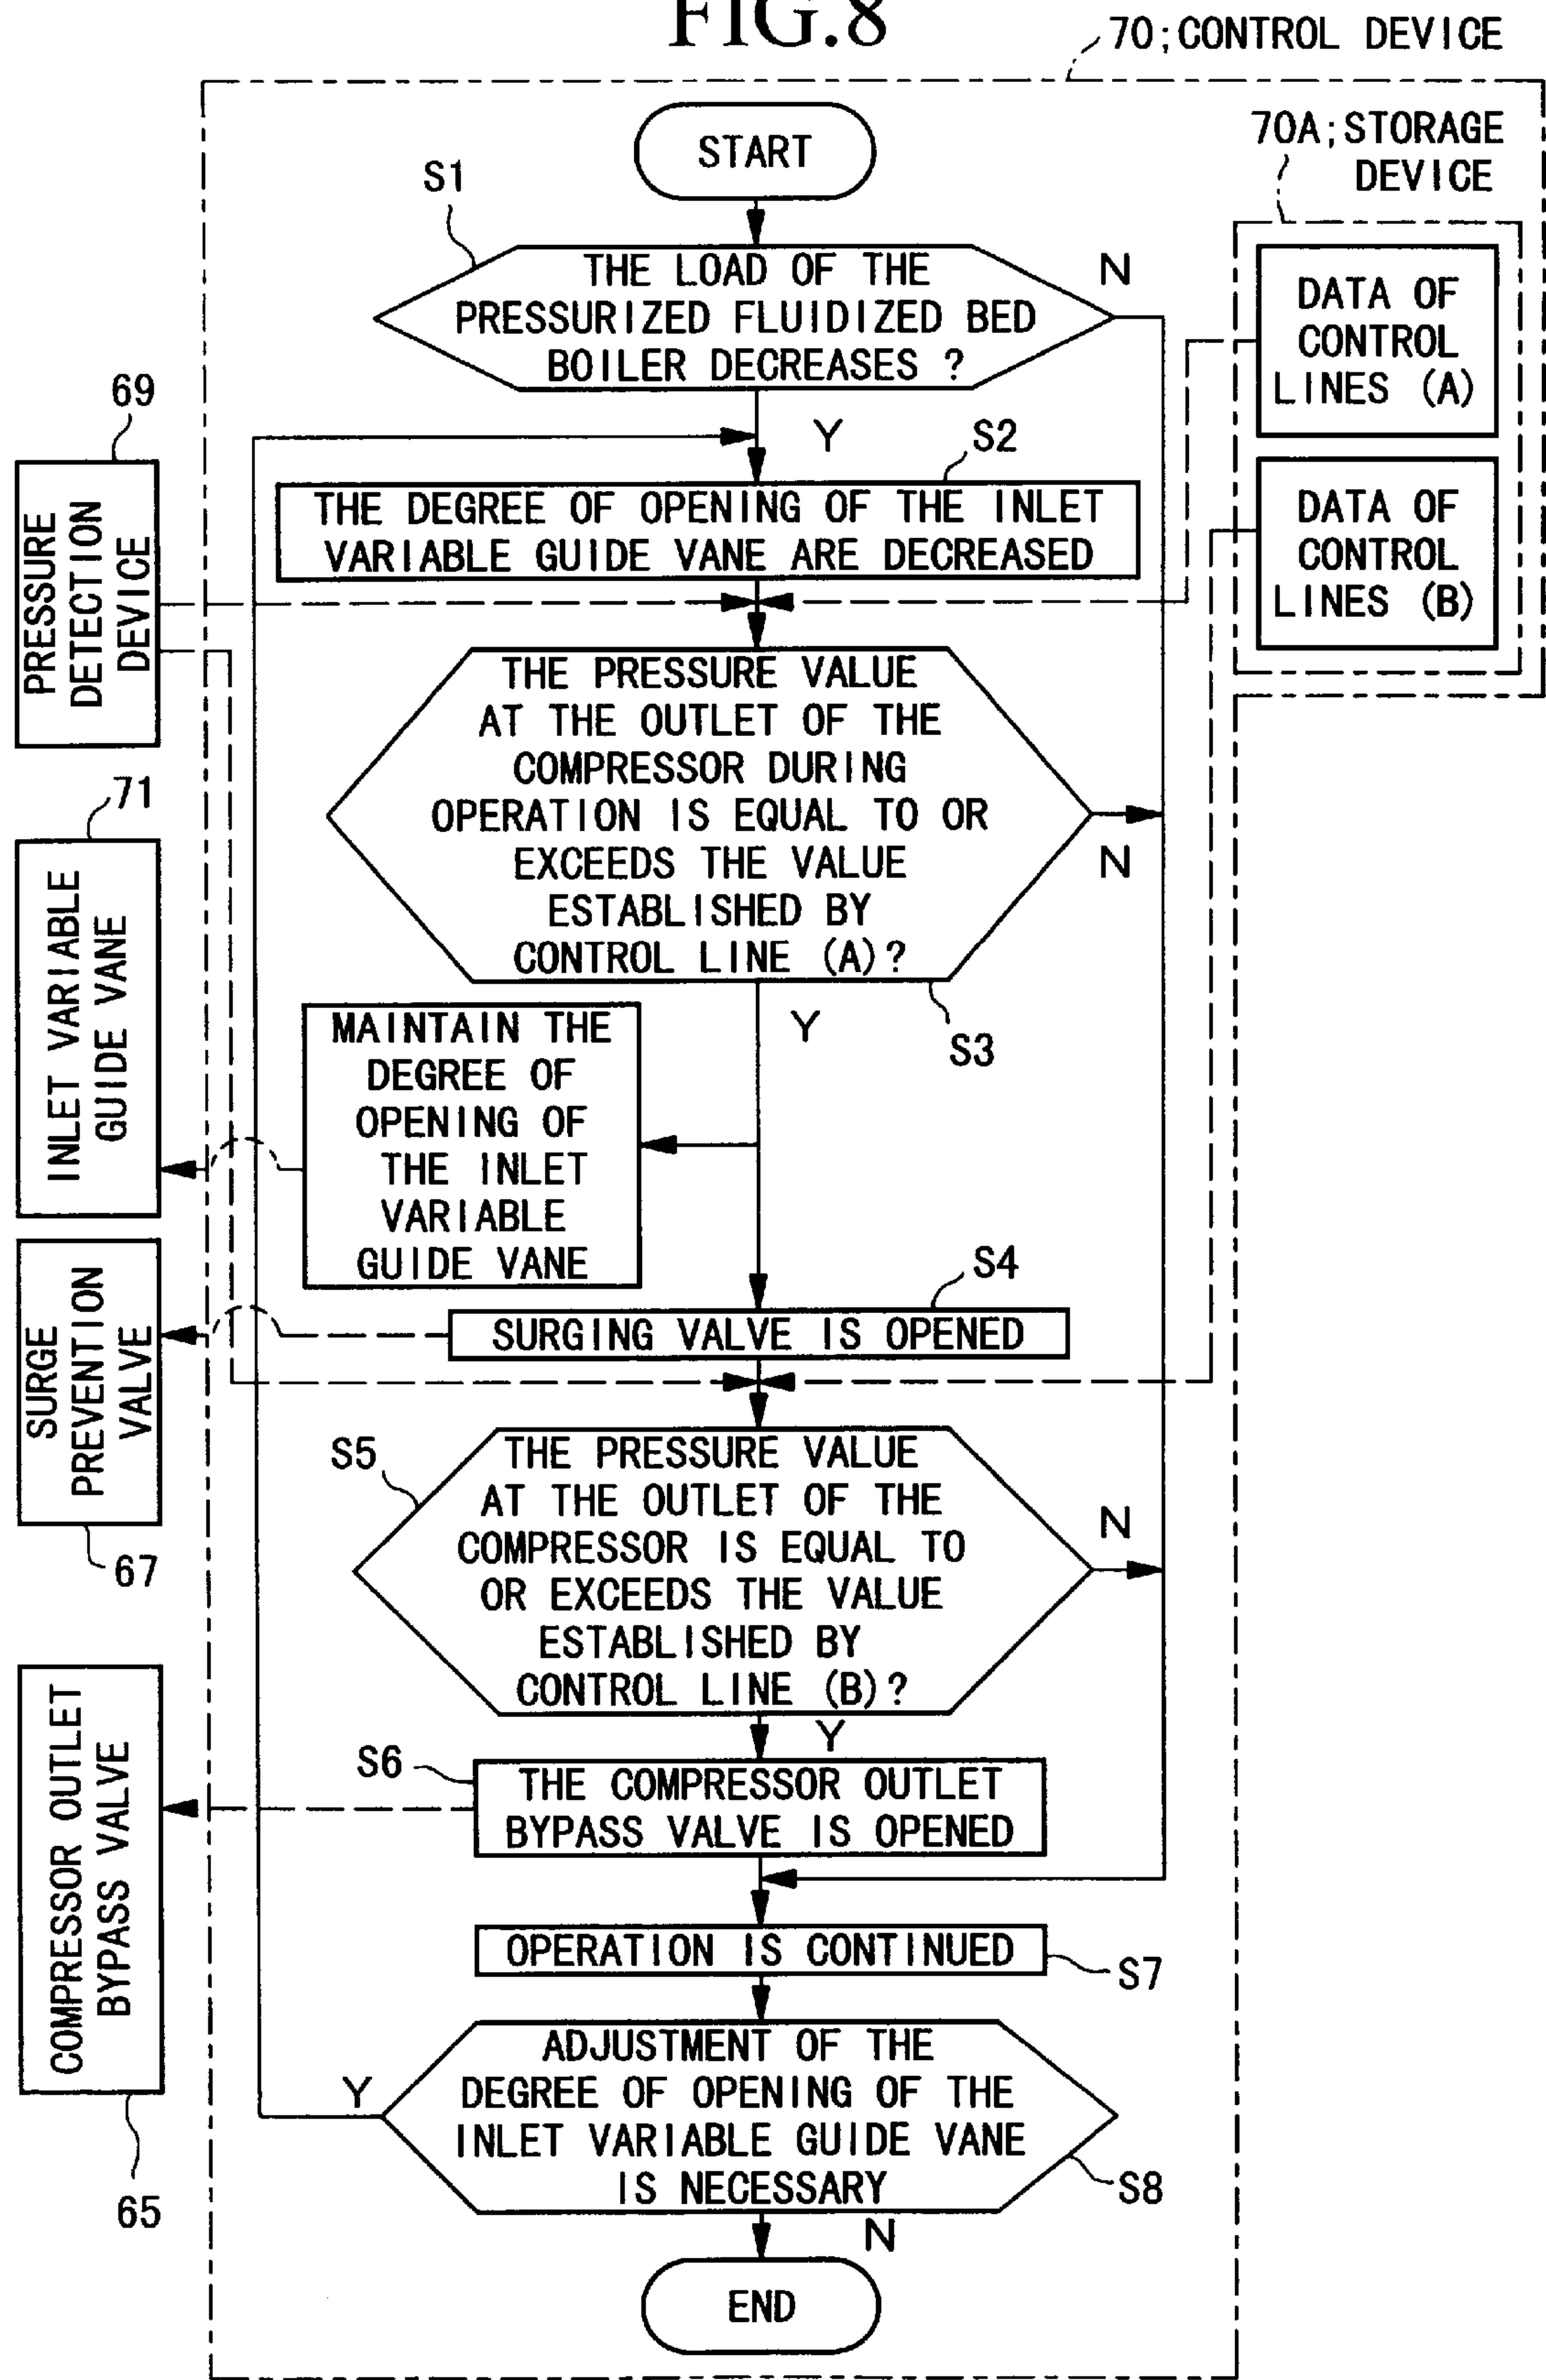 FIG.8
70;CONTROL DEVICE
70A;STORAGE
DEVICE
START
S1
THE LOAD OF THE
PRESSURIZED FLUIDIZED BED
BOILER DECREASES ?
N
DATA OF
CONTROL
LINES (A)
69
PRESSURE
DETECTION
DEVICE
Y
S2
THE DEGREE OF OPENING OF THE INLET
VARIABLE GUIDE VANE ARE DECREASED
DATA OF
CONTROL
LINES (B)
THE PRESSURE VALUE
AT THE OUTLET OF THE
COMPRESSOR DURING
OPERATION IS EQUAL TO OR
EXCEEDS THE VALUE
ESTABLISHED BY
CONTROL LINE (A)?
N
71
INLET VARIABLE
GUIDE VANE
Y
S3
MAINTAIN THE
DEGREE OF
OPENING OF
THE INLET
VARIABLE
GUIDE VANE
S4
SURGING VALVE IS OPENED
SURGE
PREVENTION
VALVE
67
S5
THE PRESSURE VALUE
AT THE OUTLET OF THE
COMPRESSOR IS EQUAL TO
OR EXCEEDS THE VALUE
ESTABLISHED BY
CONTROL LINE (B)?
N
Y
S6
THE COMPRESSOR OUTLET
BYPASS VALVE IS OPENED
COMPRESSOR OUTLET
BYPASS VALVE
65
OPERATION IS CONTINUED
S7
ADJUSTMENT OF THE
DEGREE OF OPENING OF THE
INLET VARIABLE GUIDE VANE
IS NECESSARY
Y
S8
N
END